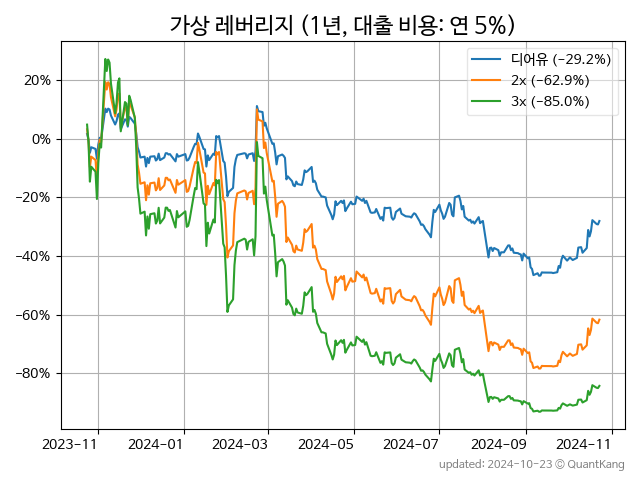 가상 레버리지 (1년, 대출 비용: 연 5%)
디어유 (−29.2%)
2x (−62.9%)
3x (−85.0%)
20%
0%
−20%
−40%
−60%
−80%
2023-11
2024-01
2024-03
2024-05
2024-07
2024-09
2024-11
updated: 2024-10-23 ⓒ QuantKang